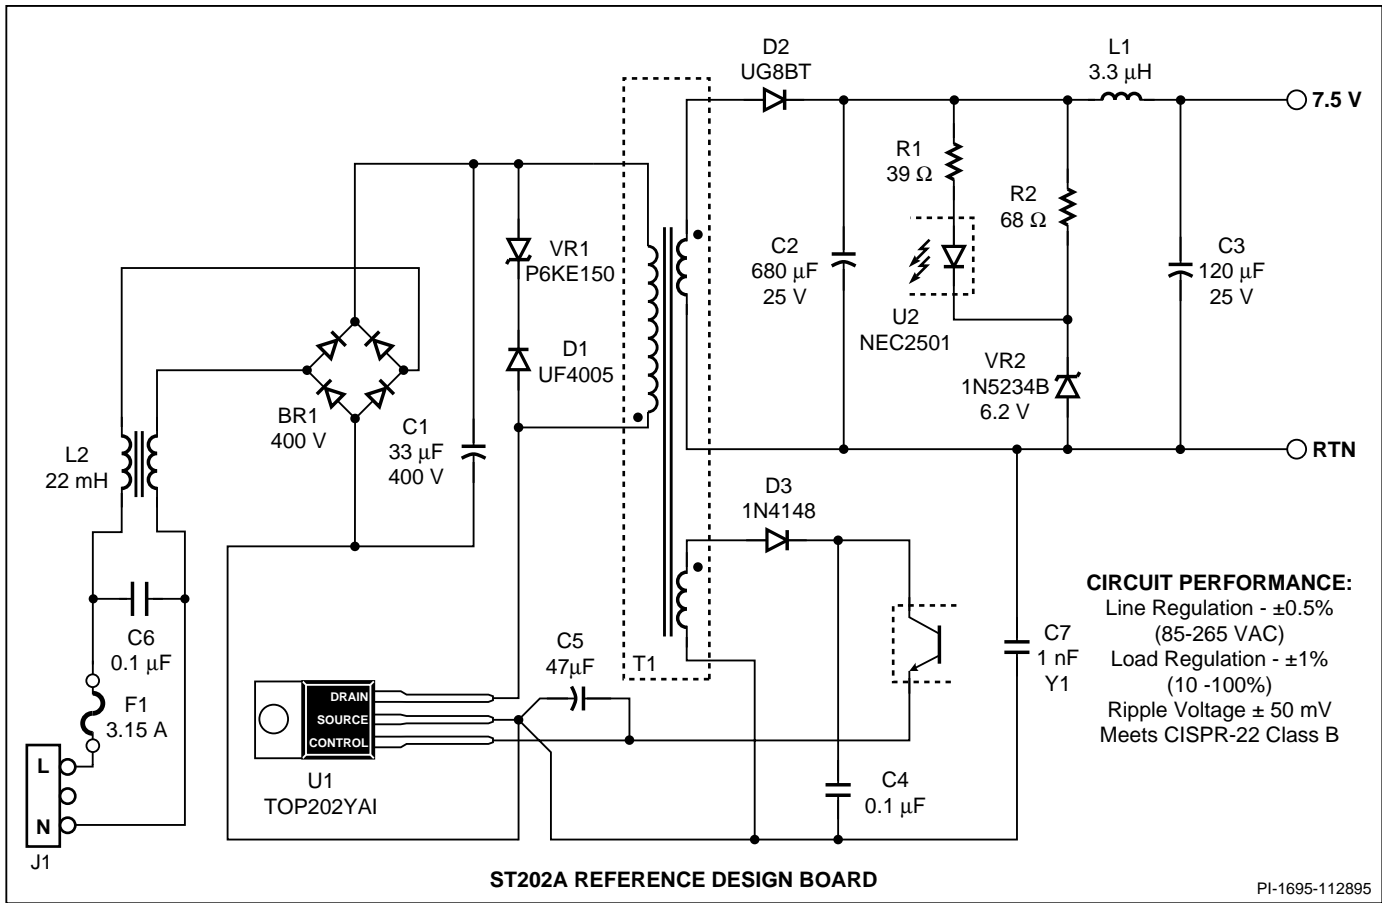 D2
UG8BT
L1
3.3 μH
7.5 V
R1
39 Ω
R2
68 Ω
VR1
P6KE150
C2
680 μF
25 V
C3
120 μF
25 V
U2
NEC2501
D1
UF4005
VR2
1N5234B
6.2 V
BR1
400 V
C1
33 μF
400 V
L2
22 mH
RTN
D3
1N4148
C6
0.1 μF
C5
47μF
T1
C7
1 nF
Y1
CIRCUIT PERFORMANCE:
Line Regulation - ±0.5%
(85-265 VAC)
Load Regulation - ±1%
(10 -100%)
Ripple Voltage ± 50 mV
Meets CISPR-22 Class B
F1
3.15 A
DRAIN
SOURCE
CONTROL
U1
TOP202YAI
L
N
J1
C4
0.1 μF
ST202A REFERENCE DESIGN BOARD
PI-1695-112895